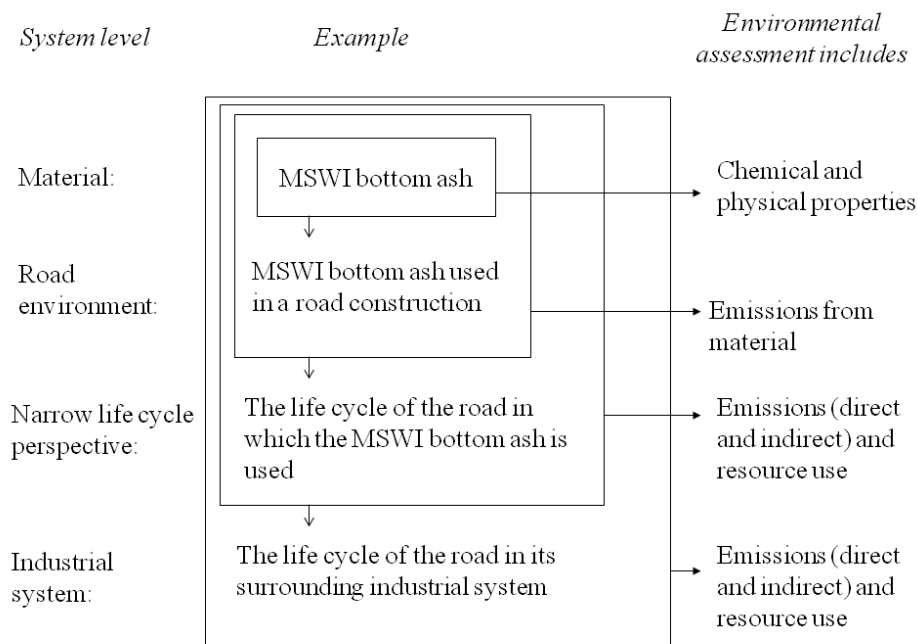 System level
Example
Environmental
assessment includes
Material:
MSWI bottom ash
Chemical and
physical properties
Road
environment:
MSWI bottom ash used
in a road construction
Emissions from
material
Narrow life cycle
perspective:
The life cycle of the road in
which the MSWI bottom ash is
used
Emissions (direct
and indirect) and
resource use
Industrial
system:
The life cycle of the road in its
surrounding industrial system
Emissions (direct
and indirect) and
resource use